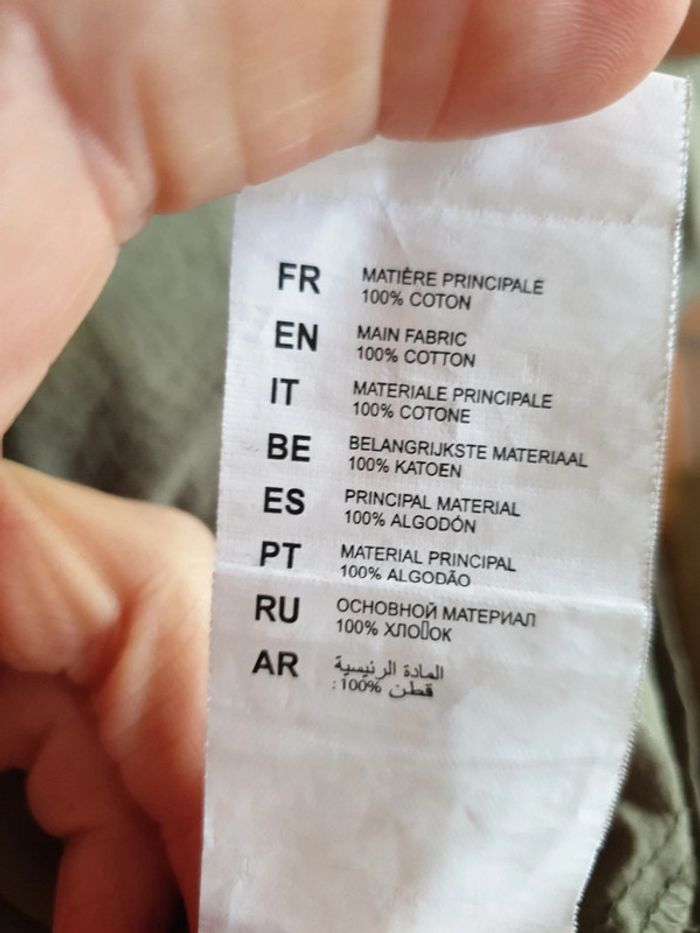 FR MATIÈRE PRINCIPALE
100% COTON
EN MAIN FABRIC
100% COTTON
IT MATERIALE PRINCIPALE
100% COTONE
BE BELANGRIJKSTE MATERIAAL
100% KATOEN
ES PRINCIPAL MATERIAL
100% ALGODÓN
PT MATERIAL PRINCIPAL
100% ALGODÃO
RU ОСНОВНОЙ МАТЕРИАЛ
100% ХЛО▯ОК
AR المادة الرئيسية
قطن 100% :